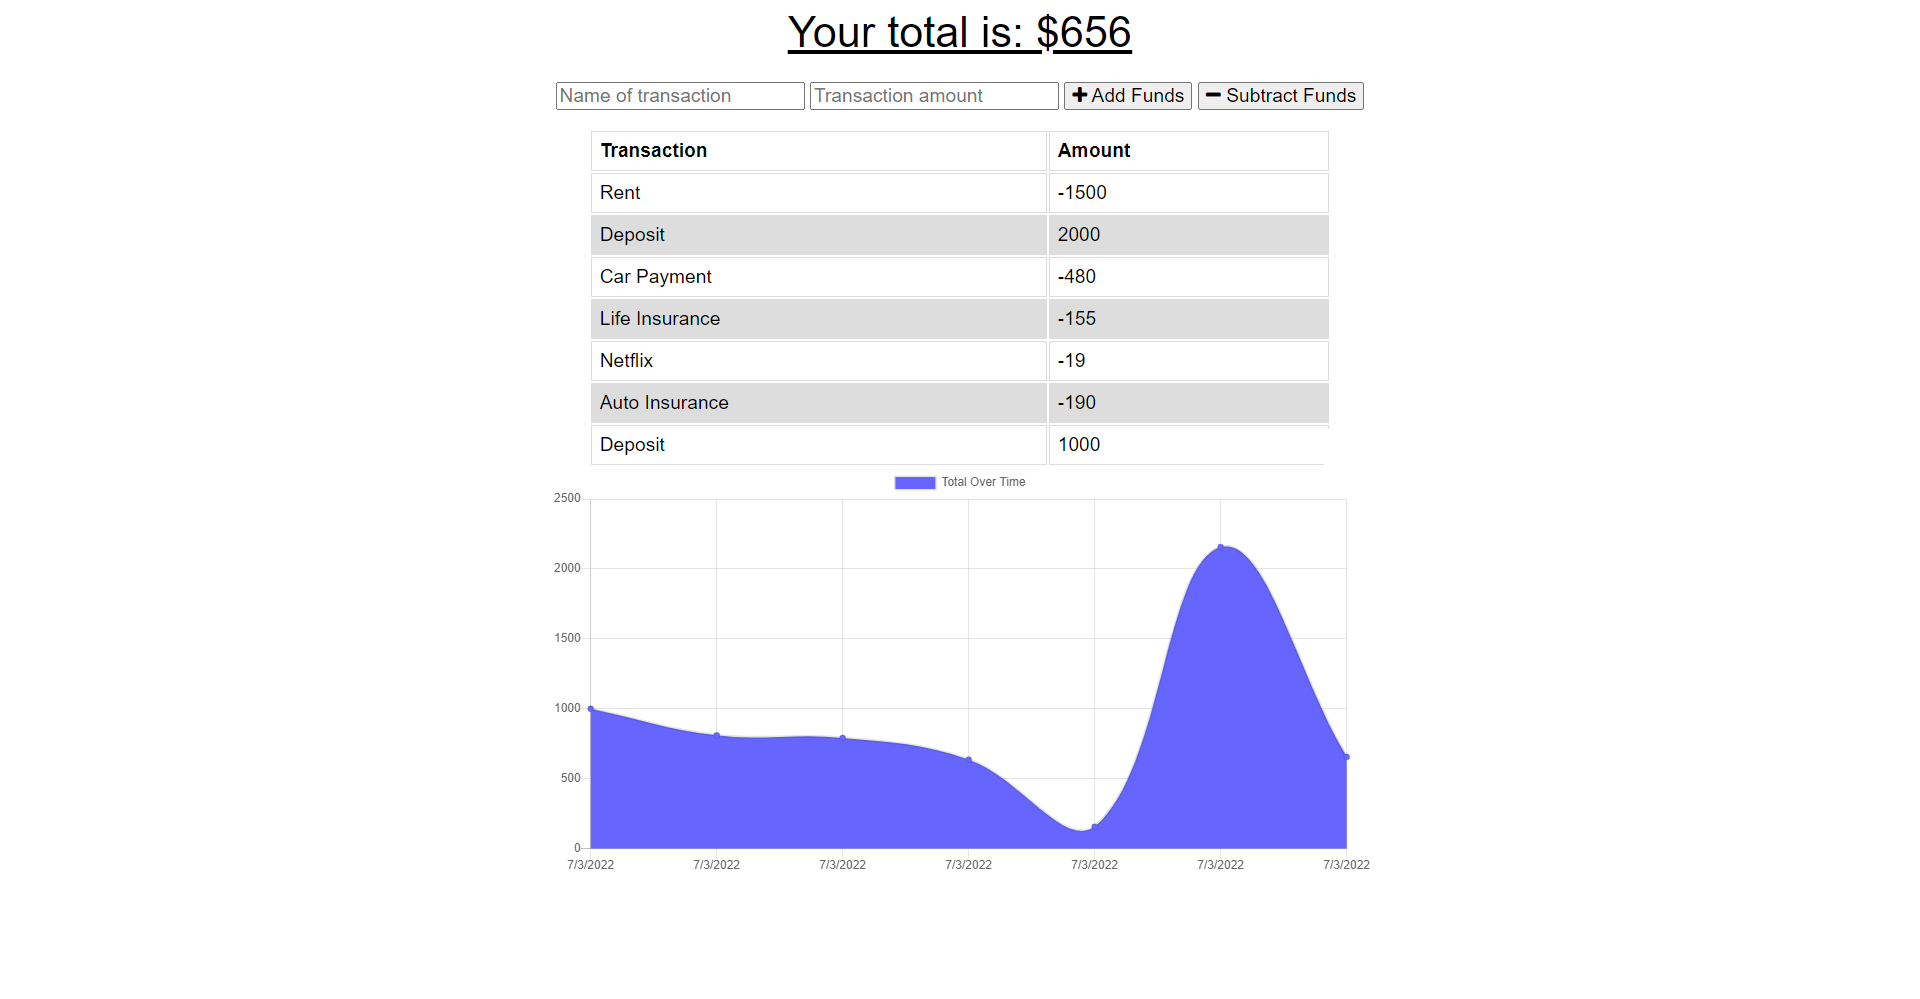 Your total is: $656
Name of transaction Transaction amount Add Funds Subtract Funds
Transaction Amount
Rent -1500
Deposit 2000
Car Payment -480
Life Insurance -155
Netflix -19
Auto Insurance -190
Deposit 1000
Total Over Time
2500
2000
1500
1000
500
0
7/3/2022 7/3/2022 7/3/2022 7/3/2022 7/3/2022 7/3/2022 7/3/2022